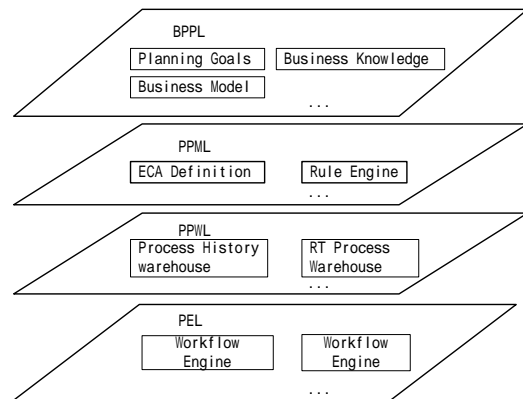 BPPL
Planning Goals
Business Knowledge
Business Model
...
PPML
ECA Definition
Rule Engine
...
PPWL
Process History
warehouse
RT Process
Warehouse
...
PEL
Workflow
Engine
Workflow
Engine
...